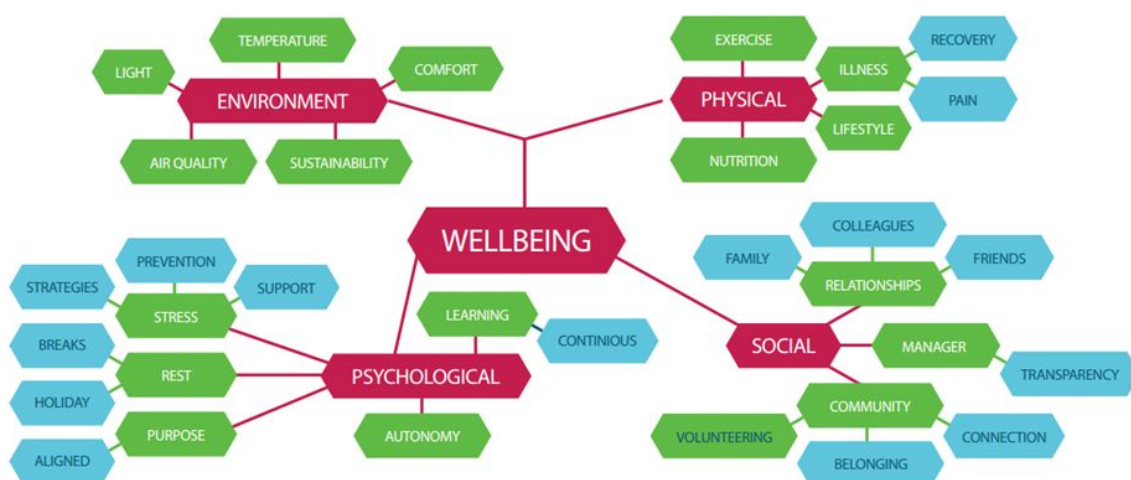 TEMPERATURE
LIGHT
COMFORT
ENVIRONMENT
AIR QUALITY
SUSTAINABILITY
EXERCISE
RECOVERY
ILLNESS
PHYSICAL
PAIN
LIFESTYLE
NUTRITION
WELLBEING
COLLEAGUES
FAMILY
FRIENDS
RELATIONSHIPS
SOCIAL
MANAGER
TRANSPARENCY
COMMUNITY
VOLUNTEERING
CONNECTION
BELONGING
PREVENTION
STRATEGIES
SUPPORT
STRESS
LEARNING
CONTINIOUS
BREAKS
REST
PSYCHOLOGICAL
HOLIDAY
PURPOSE
AUTONOMY
ALIGNED